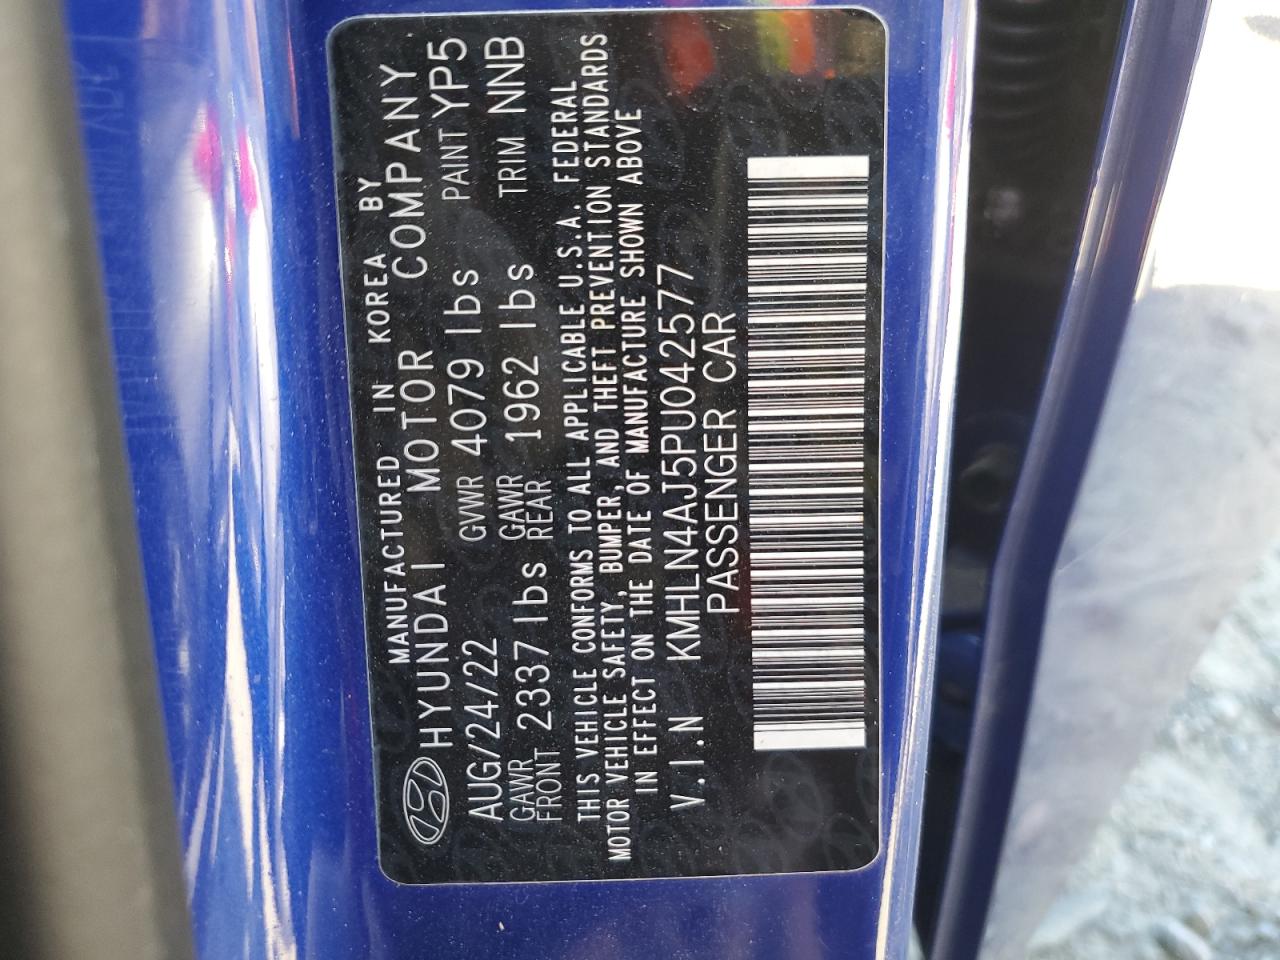 MANUFACTURED IN KOREA BY
HYUNDAI MOTOR COMPANY
AUG/24/22 GVWR 4079 lbs PAINT YP5
GAWR FRONT 2337 lbs GAWR REAR 1962 lbs TRIM NNB
THIS VEHICLE CONFORMS TO ALL APPLICABLE U.S.A. FEDERAL
MOTOR VEHICLE SAFETY, BUMPER, AND THEFT PREVENTION STANDARDS
IN EFFECT ON THE DATE OF MANUFACTURE SHOWN ABOVE
V.I.N KMHLN4AJ5PU042577
PASSENGER CAR